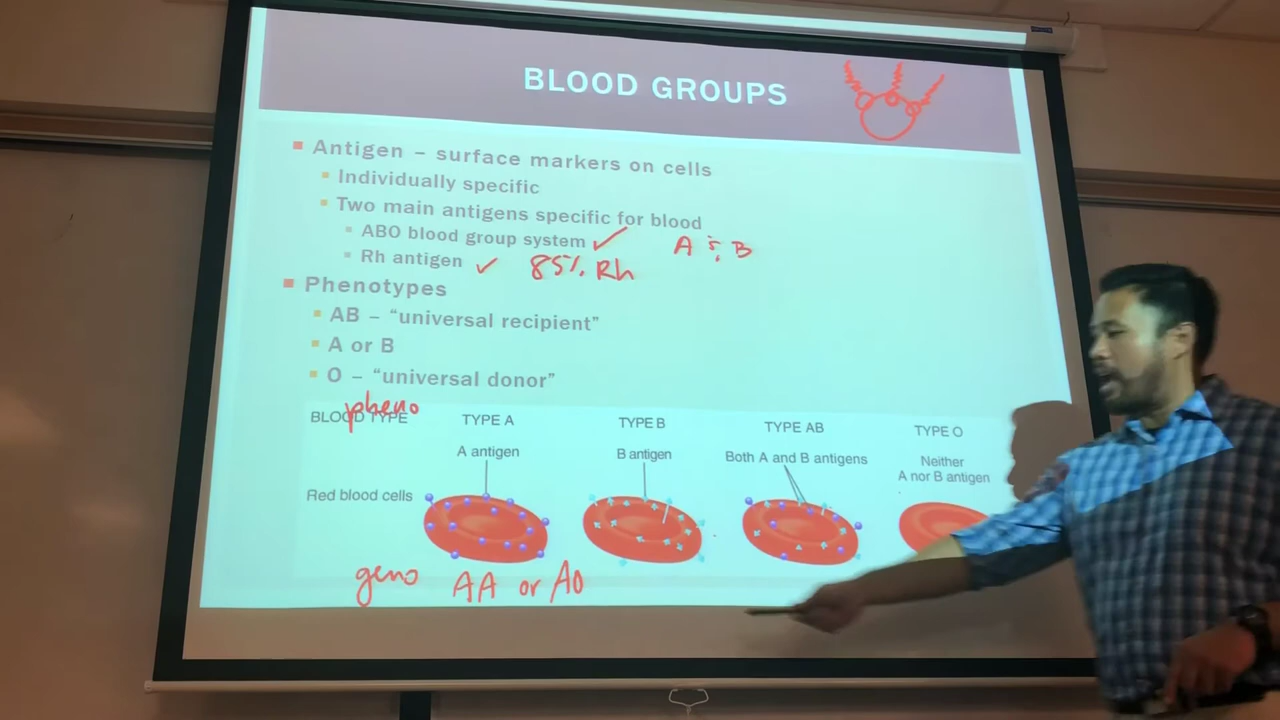 BLOOD GROUPS
Antigen – surface markers on cells
Individually specific
Two main antigens specific for blood
ABO blood group system ✓ A & B
Rh antigen ✓ 85% Rh
Phenotypes
AB – “universal recipient”
A or B
O – “universal donor”
pheno
BLOOD TYPE TYPE A TYPE B TYPE AB TYPE O
A antigen B antigen Both A and B antigens Neither
A nor B antigen
Red blood cells
geno AA or AO